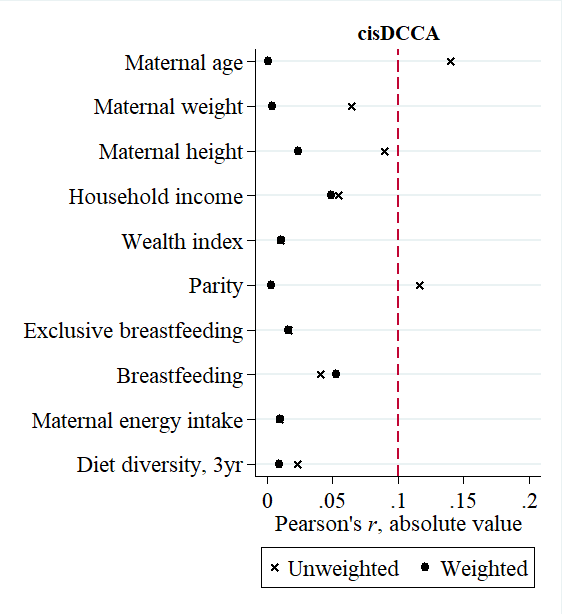 cisDCCA
Maternal age
Maternal weight
Maternal height
Household income
Wealth index
Parity
Exclusive breastfeeding
Breastfeeding
Maternal energy intake
Diet diversity, 3yr
0 .05 .1 .15 .2
Pearson's r, absolute value
Unweighted Weighted